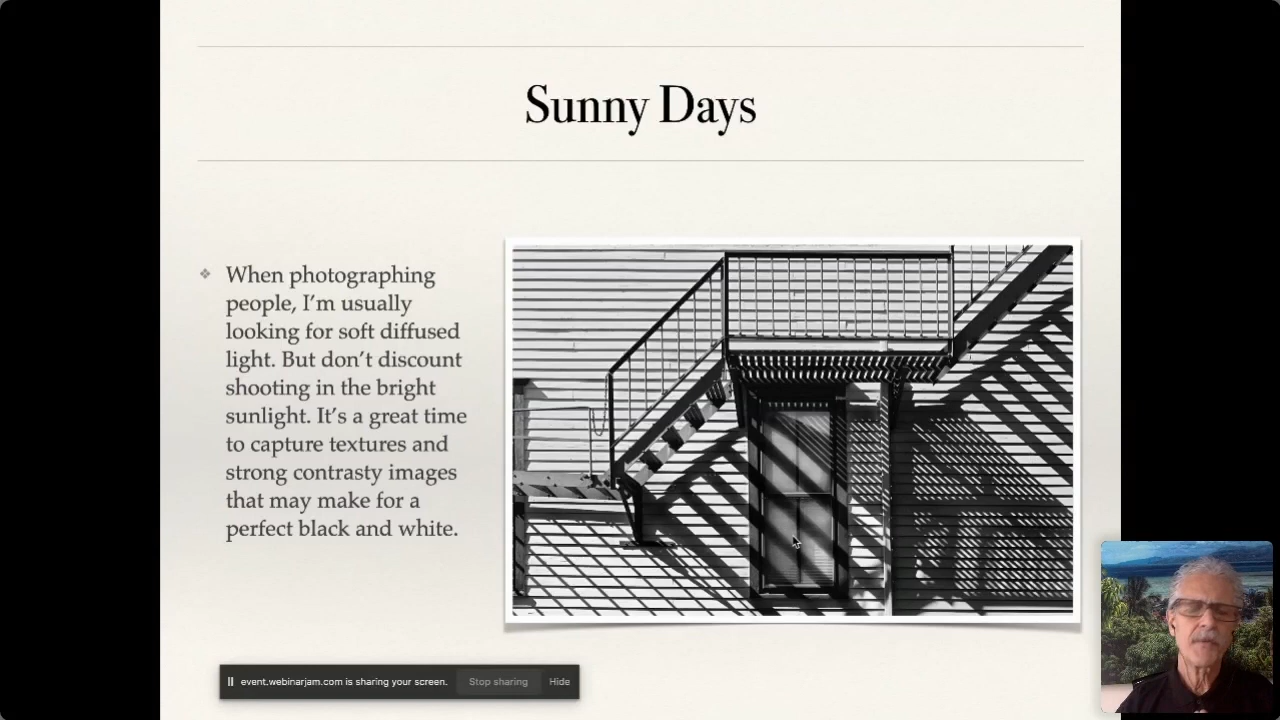 Sunny Days
❖ When photographing
people, I’m usually
looking for soft diffused
light. But don’t discount
shooting in the bright
sunlight. It’s a great time
to capture textures and
strong contrasty images
that may make for a
perfect black and white.
event.webinarjam.com is sharing your screen. Stop sharing Hide